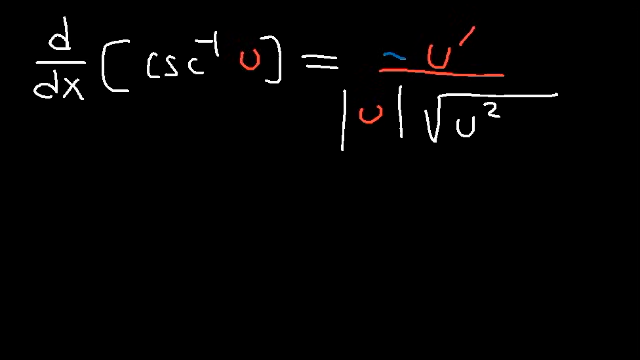 d/dx [csc⁻¹ u] = -u′ / |u| √u²